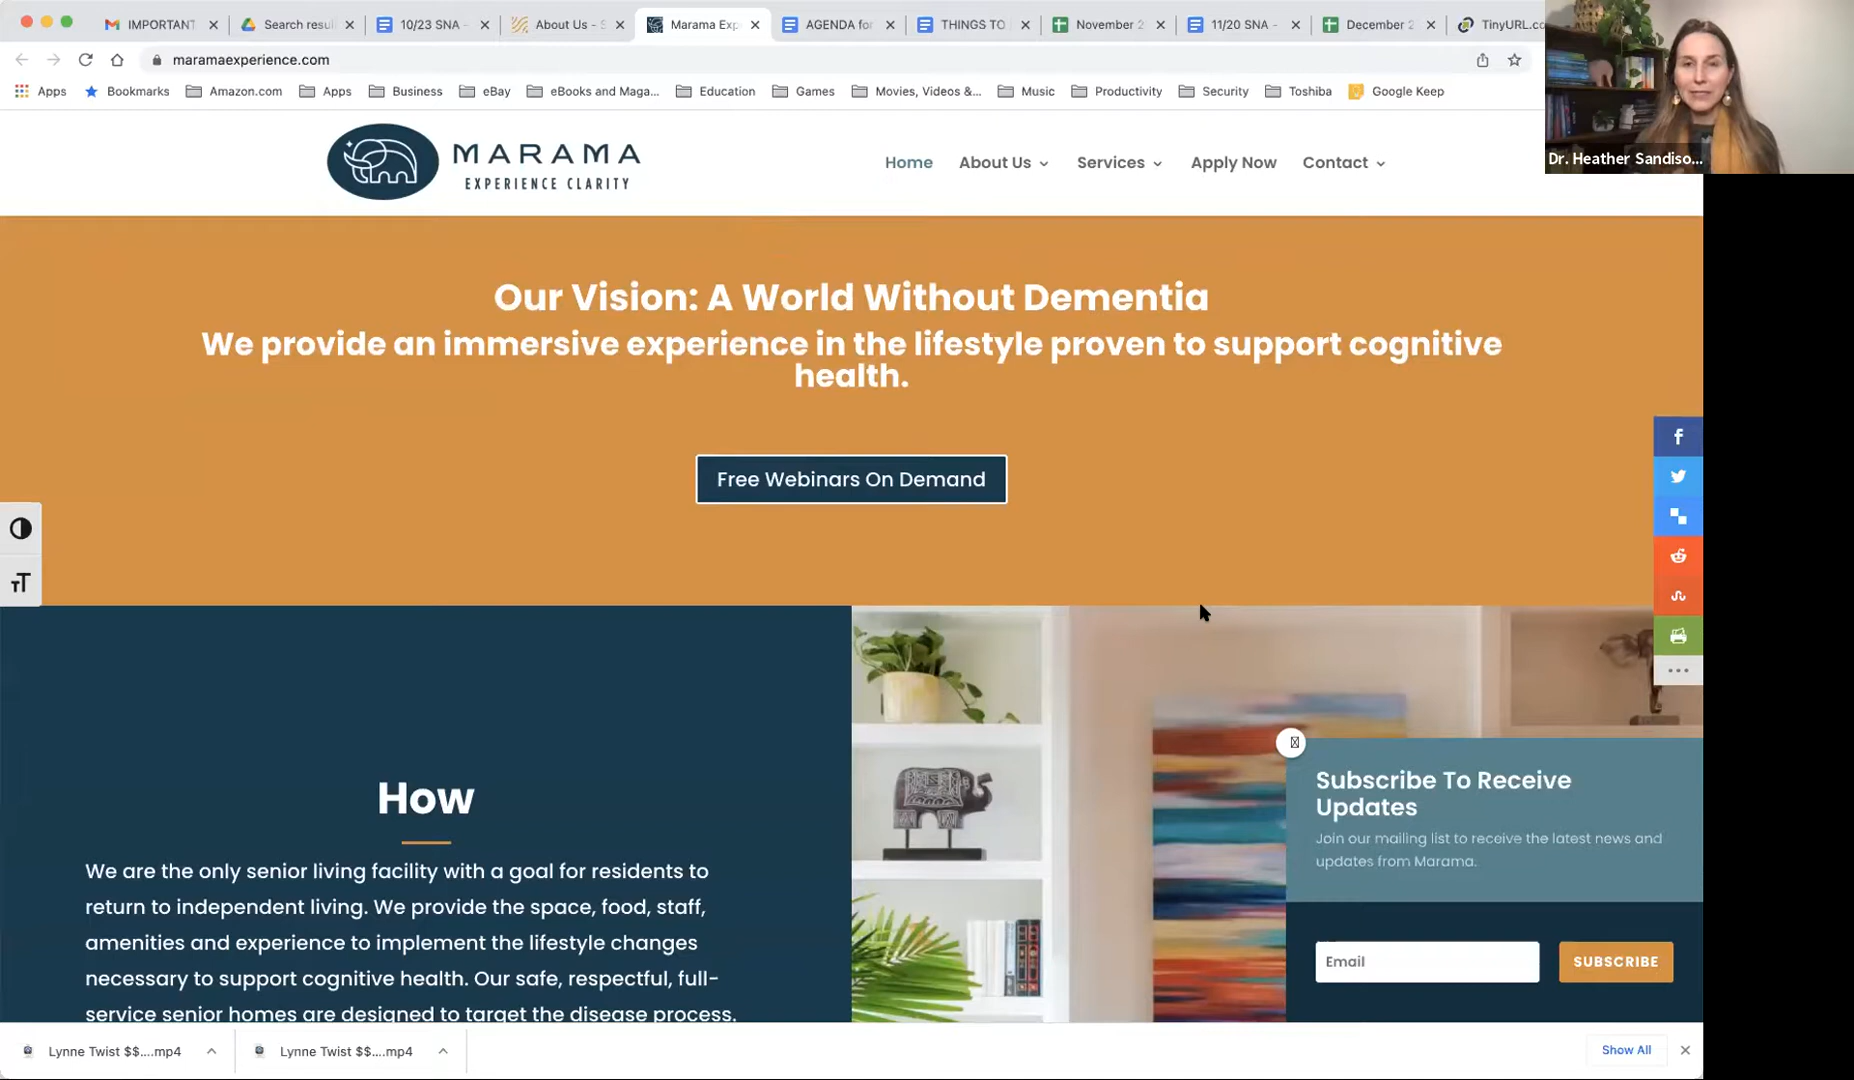 IMPORTANT
Search resu
10/23 SNA -
About Us - S
Marama Exp
AGENDA for
THINGS TO
November 2
11/20 SNA -
December 2
TinyURL.co
maramaexperience.com
Apps
Bookmarks
Amazon.com
Apps
Business
eBay
eBooks and Maga...
Education
Games
Movies, Videos &...
Music
Productivity
Security
Toshiba
Google Keep
Dr. Heather Sandiso...
MARAMA
EXPERIENCE CLARITY
Home
About Us
Services
Apply Now
Contact
Our Vision: A World Without Dementia
We provide an immersive experience in the lifestyle proven to support cognitive
health.
Free Webinars On Demand
How
We are the only senior living facility with a goal for residents to
return to independent living. We provide the space, food, staff,
amenities and experience to implement the lifestyle changes
necessary to support cognitive health. Our safe, respectful, full-
service senior homes are designed to target the disease process.
Subscribe To Receive
Updates
Join our mailing list to receive the latest news and
updates from Marama.
Email
SUBSCRIBE
Lynne Twist $$....mp4
Lynne Twist $$....mp4
Show All